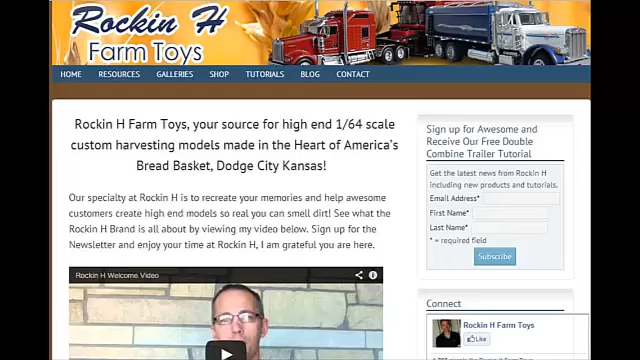 Rockin H
Farm Toys
HOME RESOURCES GALLERIES SHOP TUTORIALS BLOG CONTACT
Rockin H Farm Toys, your source for high end 1/64 scale
custom harvesting models made in the Heart of America's
Bread Basket, Dodge City Kansas!
Our specialty at Rockin H is to recreate your memories and help awesome
customers create high end models so real you can smell dirt! See what the
Rockin H Brand is all about by viewing my video below. Sign up for the
Newsletter and enjoy your time at Rockin H, I am grateful you are here.
Rockin H Welcome Video
Sign up for Awesome and
Receive Our Free Double
Combine Trailer Tutorial
Get the latest news from Rockin H
including new products and tutorials.
Email Address*
First Name*
Last Name*
* = required field
Subscribe
Connect
Rockin H Farm Toys
Like